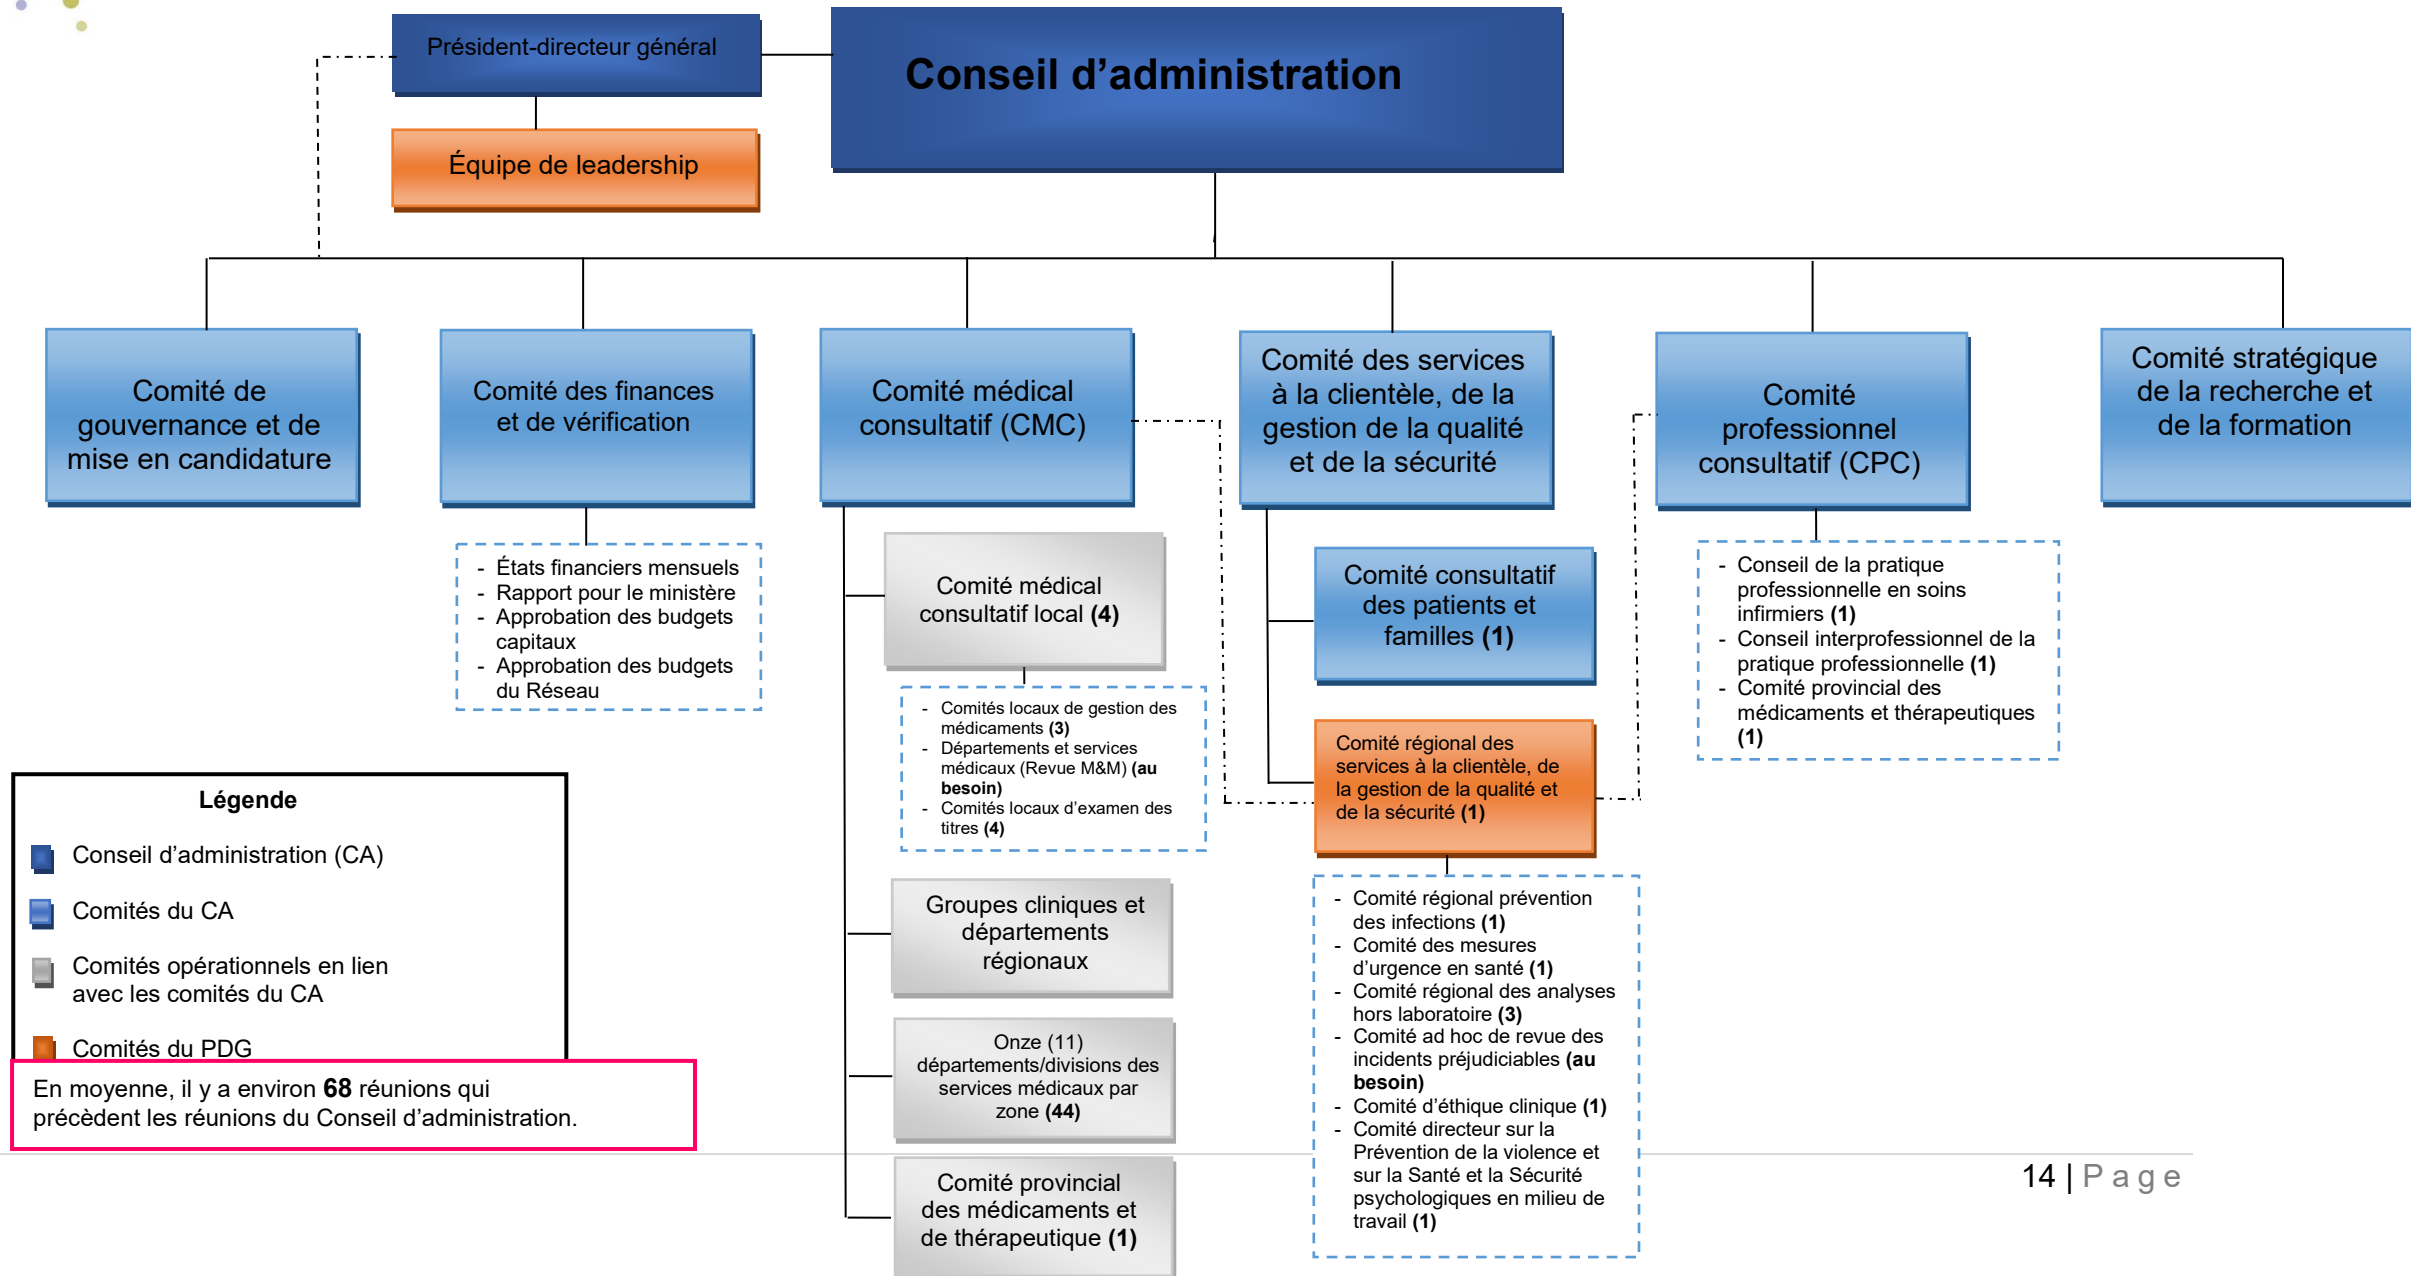 Président-directeur général
Conseil d’administration
Équipe de leadership
Comité de
gouvernance et de
mise en candidature
Comité des finances
et de vérification
Comité médical
consultatif (CMC)
Comité des services
à la clientèle, de la
gestion de la qualité
et de la sécurité
Comité
professionnel
consultatif (CPC)
Comité stratégique
de la recherche et
de la formation
- États financiers mensuels
- Rapport pour le ministère
- Approbation des budgets
capitaux
- Approbation des budgets
du Réseau
Comité médical
consultatif local (4)
- Comités locaux de gestion des
médicaments (3)
- Départements et services
médicaux (Revue M&M) (au
besoin)
- Comités locaux d’examen des
titres (4)
Groupes cliniques et
départements
régionaux
Onze (11)
départements/divisions des
services médicaux par
zone (44)
Comité provincial
des médicaments et
de thérapeutique (1)
Comité consultatif
des patients et
familles (1)
Comité régional des
services à la clientèle, de
la gestion de la qualité et
de la sécurité (1)
- Comité régional prévention
des infections (1)
- Comité des mesures
d’urgence en santé (1)
- Comité régional des analyses
hors laboratoire (3)
- Comité ad hoc de revue des
incidents préjudiciables (au
besoin)
- Comité d’éthique clinique (1)
- Comité directeur sur la
Prévention de la violence et
sur la Santé et la Sécurité
psychologiques en milieu de
travail (1)
- Conseil de la pratique
professionnelle en soins
infirmiers (1)
- Conseil interprofessionnel de la
pratique professionnelle (1)
- Comité provincial des
médicaments et thérapeutiques
(1)
Légende
Conseil d’administration (CA)
Comités du CA
Comités opérationnels en lien
avec les comités du CA
Comités du PDG
En moyenne, il y a environ 68 réunions qui
précèdent les réunions du Conseil d’administration.
14 | Page